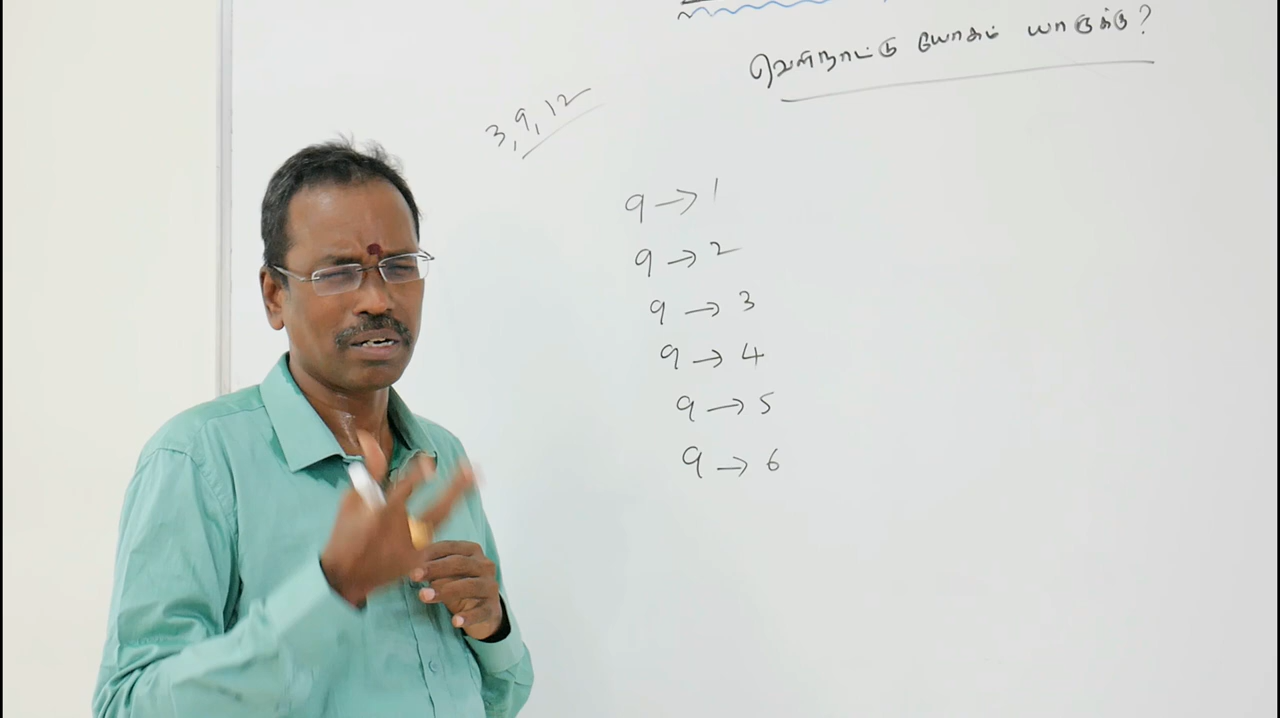 வெளிநாட்டு யோகம் யாருக்கு?
3, 9, 12
9 → 1
9 → 2
9 → 3
9 → 4
9 → 5
9 → 6